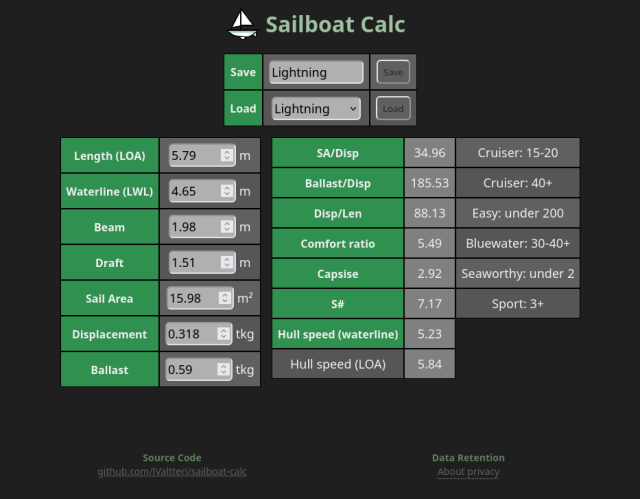 Sailboat Calc
Save Lightning Save
Load Lightning Load
Length (LOA) 5.79 m
Waterline (LWL) 4.65 m
Beam 1.98 m
Draft 1.51 m
Sail Area 15.98 m²
Displacement 0.318 tkg
Ballast 0.59 tkg
SA/Disp 34.96 Cruiser: 15-20
Ballast/Disp 185.53 Cruiser: 40+
Disp/Len 88.13 Easy: under 200
Comfort ratio 5.49 Bluewater: 30-40+
Capsise 2.92 Seaworthy: under 2
S# 7.17 Sport: 3+
Hull speed (waterline) 5.23
Hull speed (LOA) 5.84
Source Code
github.com/JValtteri/sailboat-calc
Data Retention
About privacy